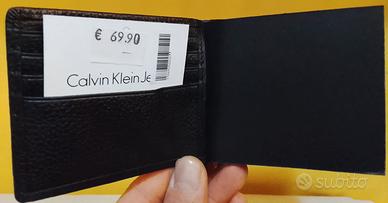 € 69.90
Calvin Klein Je
subito